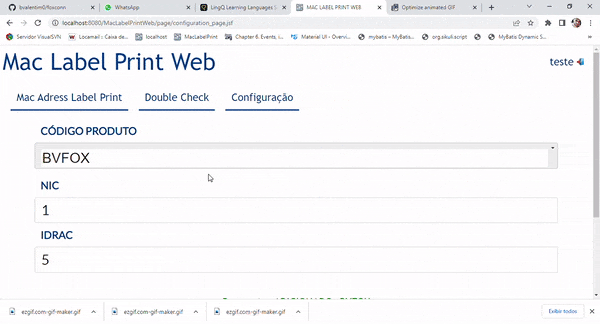 bvalentim0/foxconn
WhatsApp
LingQ Learning Languages |
MAC LABEL PRINT WEB
Optimize animated GIF
localhost:8080/MacLabelPrintWeb/page/configuration_page.jsf
Servidor VisualSVN
Locamail :: Caixa de...
localhost
MacLabelPrint
Chapter 6. Events, i...
Material UI - Overvi...
mybatis – MyBatis...
org.sikuli.script
MyBatis Dynamic S...
Mac Label Print Web
teste
Mac Adress Label Print
Double Check
Configuração
CÓDIGO PRODUTO
BVFOX
NIC
1
IDRAC
5
ezgif.com-gif-maker.gif
ezgif.com-gif-maker.gif
ezgif.com-gif-maker.gif
Exibir todos